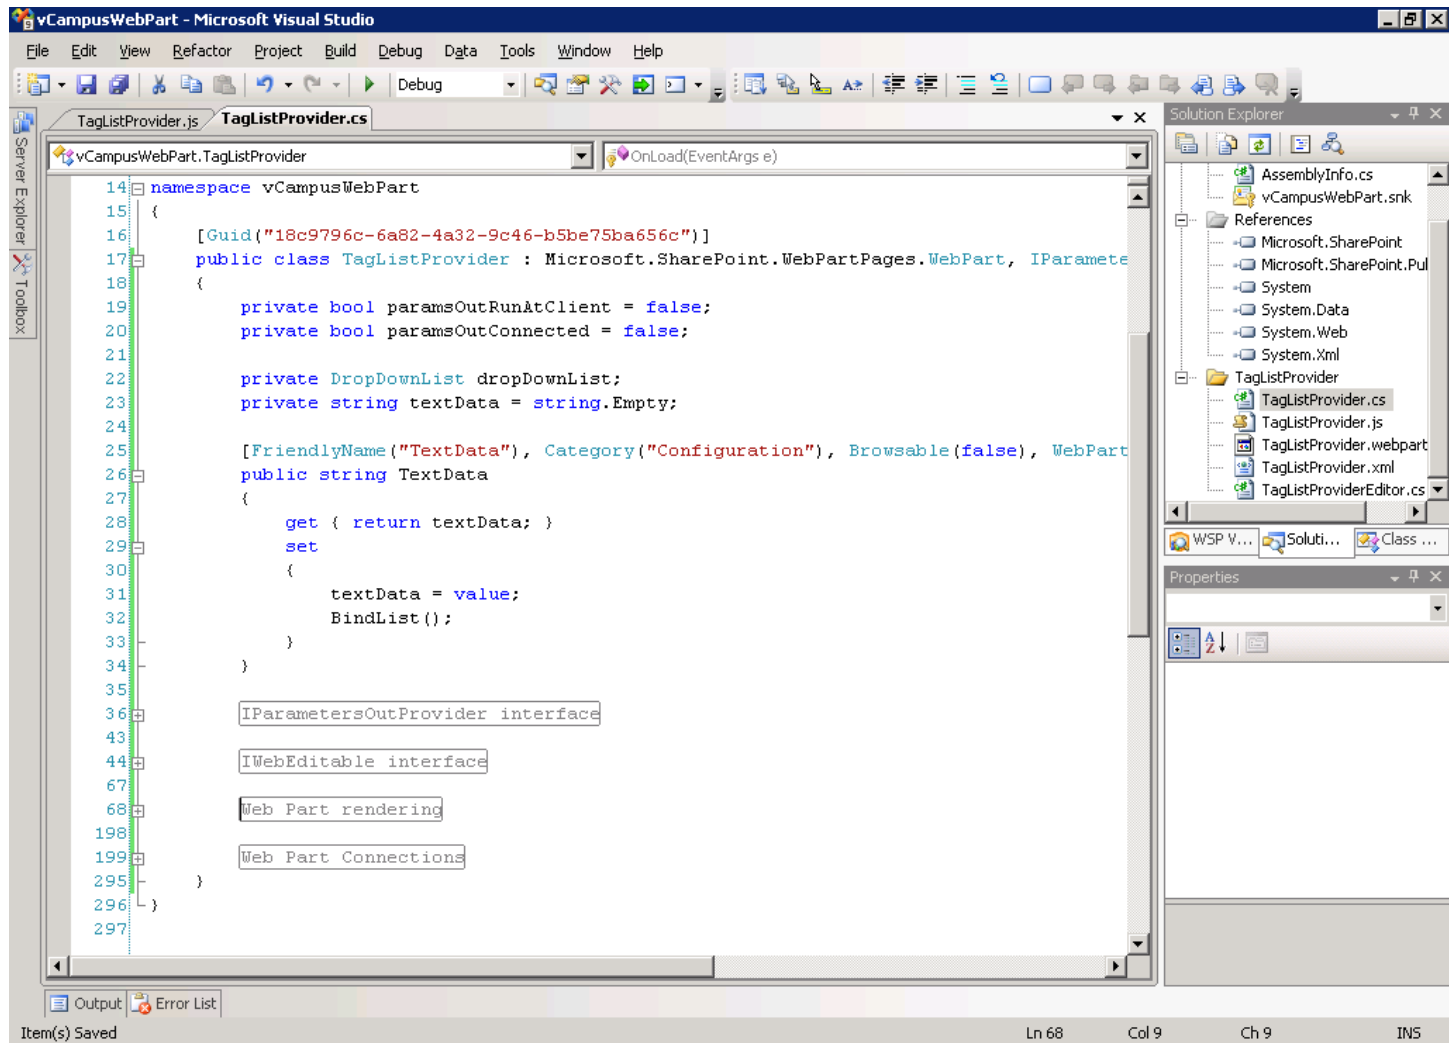 vCampusWebPart - Microsoft Visual Studio
File Edit View Refactor Project Build Debug Data Tools Window Help
Debug
Server Explorer
Toolbox
TagListProvider.js TagListProvider.cs
vCampusWebPart.TagListProvider OnLoad(EventArgs e)
14 namespace vCampusWebPart
15 {
16 [Guid("18c9796c-6a82-4a32-9c46-b5be75ba656c")]
17 public class TagListProvider : Microsoft.SharePoint.WebPartPages.WebPart, IParamete
18 {
19 private bool paramsOutRunAtClient = false;
20 private bool paramsOutConnected = false;
21
22 private DropDownList dropDownList;
23 private string textData = string.Empty;
24
25 [FriendlyName("TextData"), Category("Configuration"), Browsable(false), WebPart
26 public string TextData
27 {
28 get { return textData; }
29 set
30 {
31 textData = value;
32 BindList();
33 }
34 }
35
36 IParametersOutProvider interface
43
44 IWebEditable interface
67
68 Web Part rendering
198
199 Web Part Connections
295 }
296 }
297
Solution Explorer
AssemblyInfo.cs
vCampusWebPart.snk
References
Microsoft.SharePoint
Microsoft.SharePoint.Pul
System
System.Data
System.Web
System.Xml
TagListProvider
TagListProvider.cs
TagListProvider.js
TagListProvider.webpart
TagListProvider.xml
TagListProviderEditor.cs
WSP V... Soluti... Class ...
Properties
Output Error List
Item(s) Saved Ln 68 Col 9 Ch 9 INS